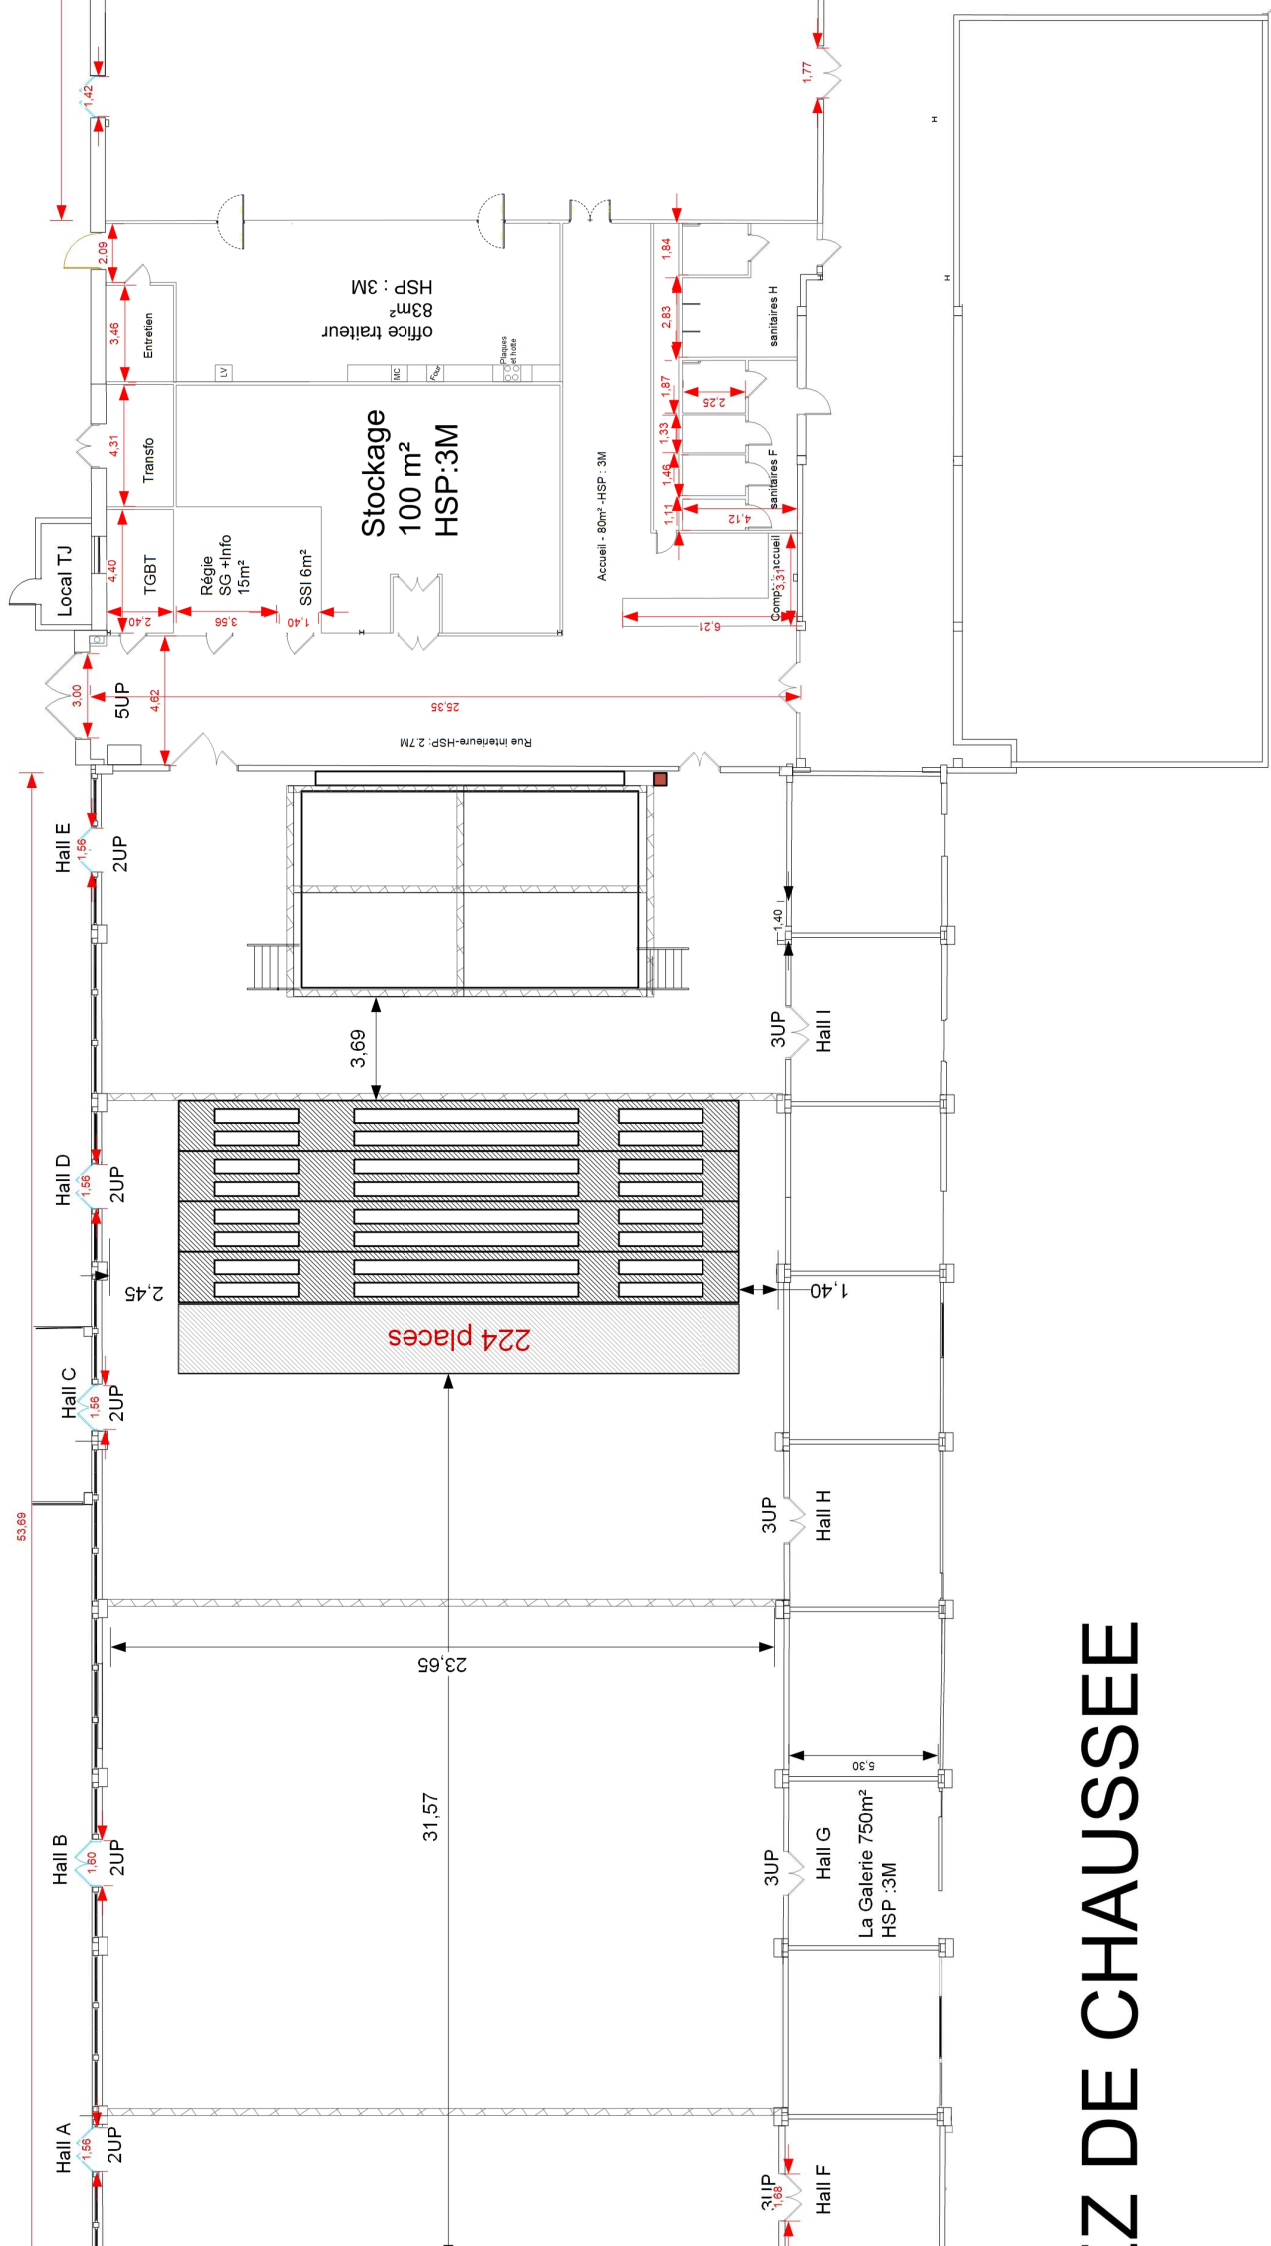 1,42
1,77
2.09
1,84
HSP : 3M
83m²
office traiteur
3,46
Entretien
2,83
sanitaires H
LV
MC
Four
Plaques
et hotte
1,87
2,25
4,31
Transfo
Stockage
100 m²
HSP:3M
Accueil - 80m² -HSP : 3M
1,33
1,46
sanitaires F
1,11
4,12
Local TJ
4,40
TGBT
Régie
SG +Info
15m²
SSI 6m²
2,40
3,56
1,40
accueil
3,31
6,21
3,00
5UP
4,62
25,35
Rue interieure-HSP: 2.7M
Hall E
1,56
2UP
1,40
3,69
3UP
Hall I
Hall D
1,56
2UP
2,45
1,40
224 places
Hall C
1,56
2UP
53,69
3UP
Hall H
23,65
5,30
31,57
Hall B
1,60
2UP
3UP
Hall G
La Galerie 750m²
HSP :3M
Hall A
1,56
2UP
3UP
1,68
Hall F
Z DE CHAUSSEE
H
H